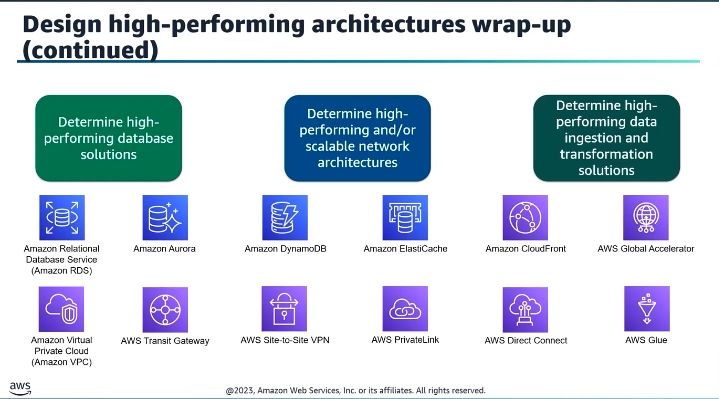 Design high-performing architectures wrap-up
(continued)
Determine high-
performing database
solutions
Determine high-
performing and/or
scalable network
architectures
Determine high-
performing data
ingestion and
transformation
solutions
Amazon Relational
Database Service
(Amazon RDS)
Amazon Aurora
Amazon DynamoDB
Amazon ElastiCache
Amazon CloudFront
AWS Global Accelerator
Amazon Virtual
Private Cloud
(Amazon VPC)
AWS Transit Gateway
AWS Site-to-Site VPN
AWS PrivateLink
AWS Direct Connect
AWS Glue
aws
@2023, Amazon Web Services, Inc. or its affiliates. All rights reserved.